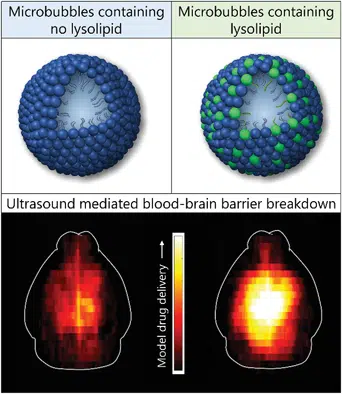 Microbubbles containing
no lysolipid
Microbubbles containing
lysolipid
Ultrasound mediated blood-brain barrier breakdown
Model drug delivery ⟶